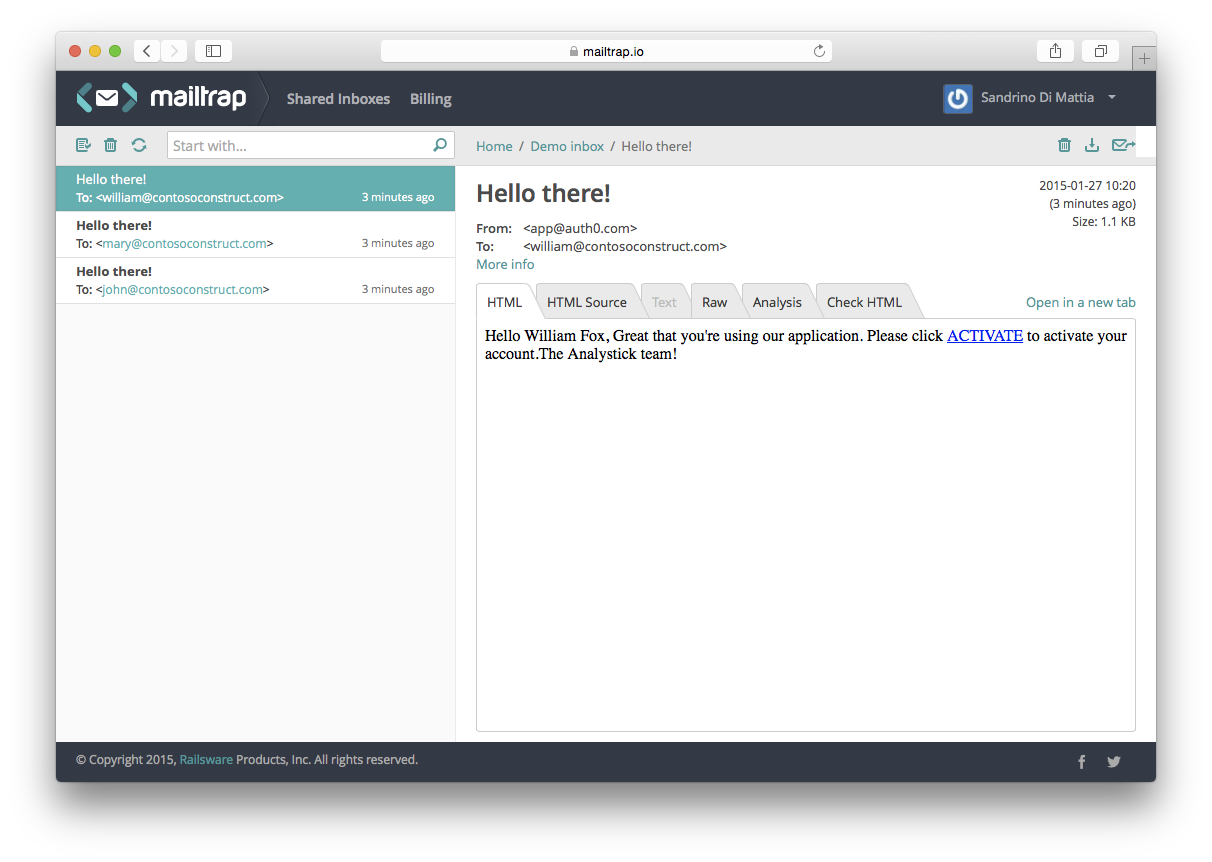 mailtrap.io
mailtrap
Shared Inboxes
Billing
Sandrino Di Mattia
Start with...
Home / Demo inbox / Hello there!
Hello there!
To: <william@contosoconstruct.com>
3 minutes ago
Hello there!
To: <mary@contosoconstruct.com>
3 minutes ago
Hello there!
To: <john@contosoconstruct.com>
3 minutes ago
Hello there!
2015-01-27 10:20
(3 minutes ago)
Size: 1.1 KB
From: <app@auth0.com>
To: <william@contosoconstruct.com>
More info
HTML
HTML Source
Text
Raw
Analysis
Check HTML
Open in a new tab
Hello William Fox, Great that you're using our application. Please click ACTIVATE to activate your
account.The Analystick team!
© Copyright 2015, Railsware Products, Inc. All rights reserved.